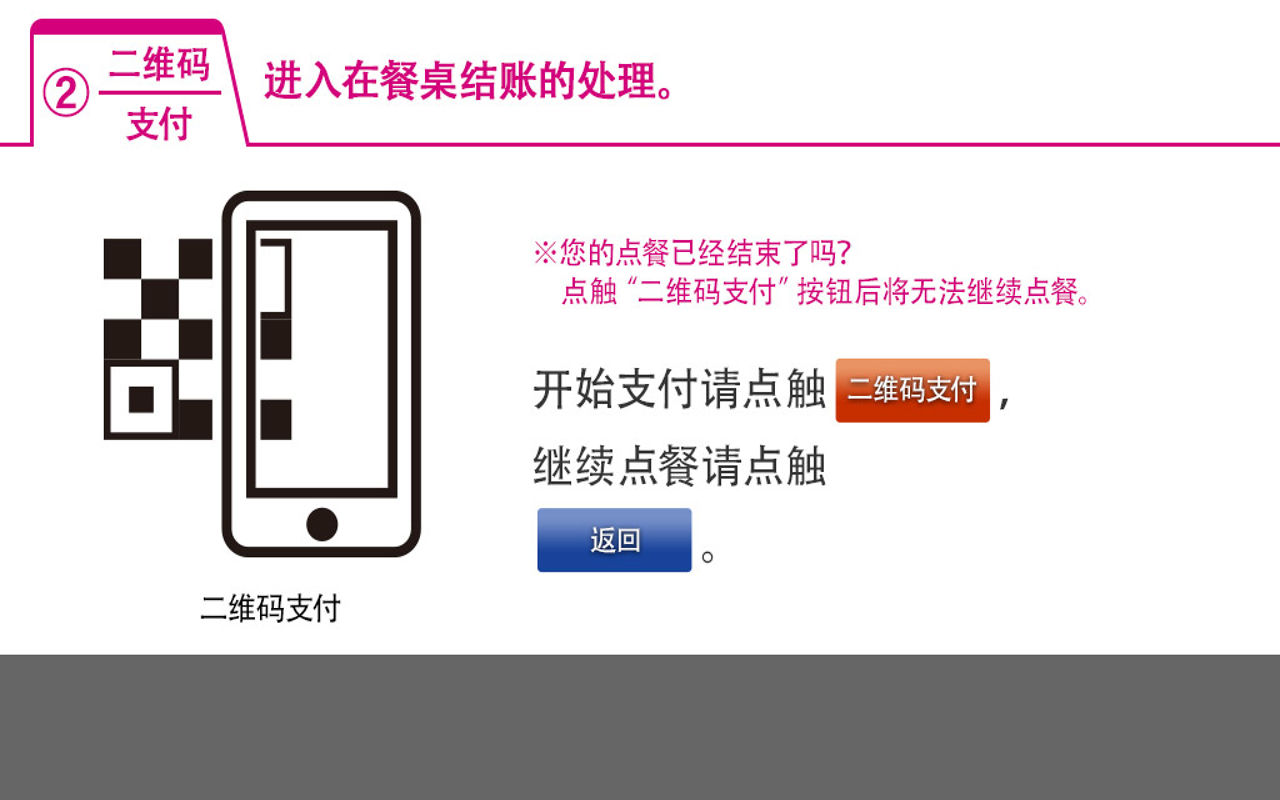 ②
二维码
支付
进入在餐桌结账的处理。
※您的点餐已经结束了吗?
点触“二维码支付”按钮后将无法继续点餐。
开始支付请点触 二维码支付 ,
继续点餐请点触
返回 。
二维码支付